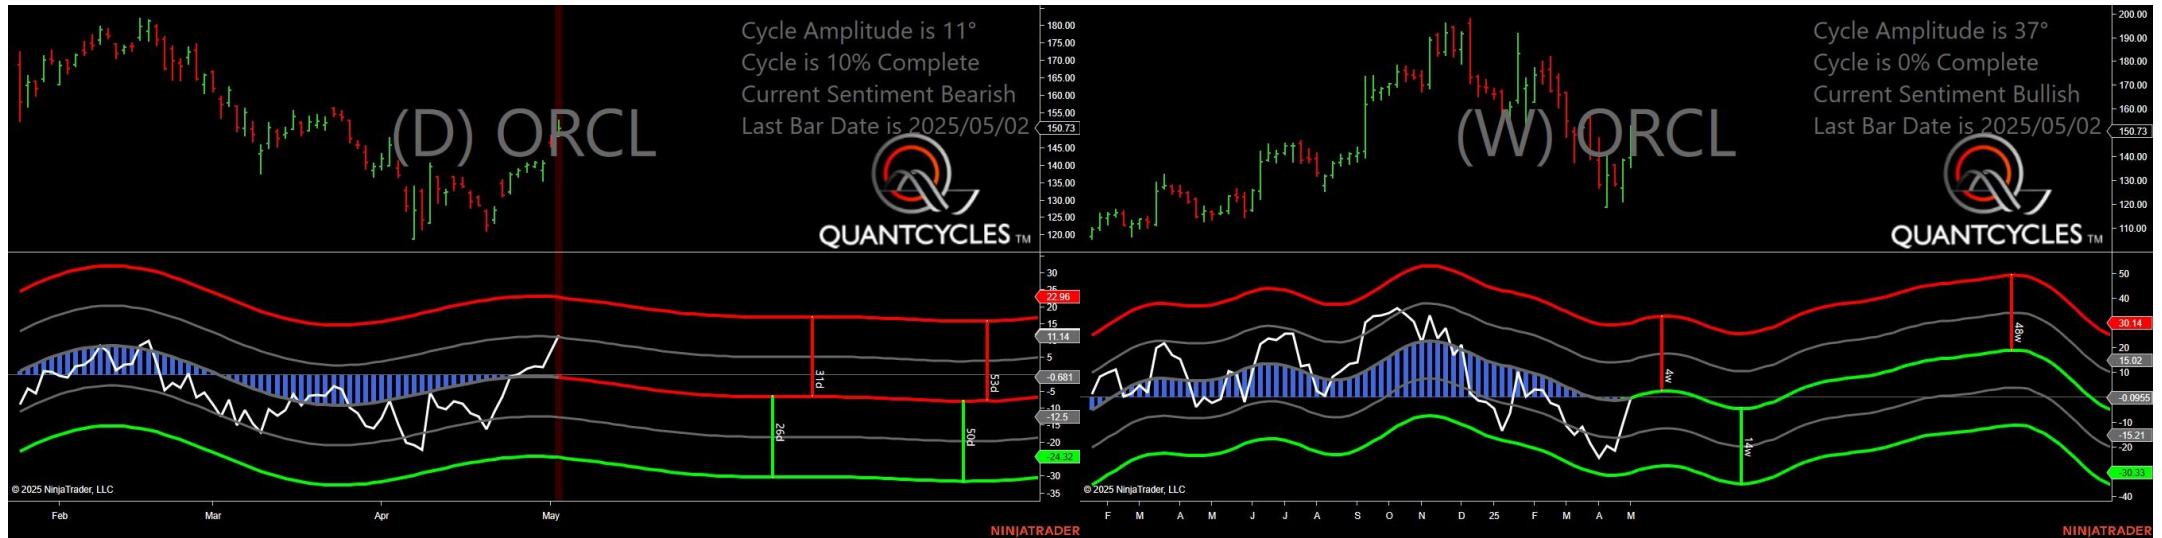 Cycle Amplitude is 11°
Cycle is 10% Complete
Current Sentiment Bearish
Last Bar Date is 2025/05/02
(D) ORCL
QUANTCYCLES TM
180.00
175.00
170.00
165.00
160.00
155.00
150.73
145.00
140.00
135.00
130.00
125.00
120.00
30
25
22.96
20
15
11.14
5
-0.681
-5
-10
-12.5
-15
-20
-24.32
-30
-35
31d
53d
26d
50d
© 2025 NinjaTrader, LLC
Feb
Mar
Apr
May
NINJATRADER
Cycle Amplitude is 37°
Cycle is 0% Complete
Current Sentiment Bullish
Last Bar Date is 2025/05/02
(W) ORCL
QUANTCYCLES TM
200.00
190.00
180.00
170.00
160.00
150.73
140.00
130.00
120.00
110.00
50
40
30.14
20
15.02
10
-0.0955
-10
-15.21
-20
-30.33
-40
4w
48w
14w
© 2025 NinjaTrader, LLC
F
M
A
M
J
J
A
S
O
N
D
25
F
M
A
M
NINJATRADER